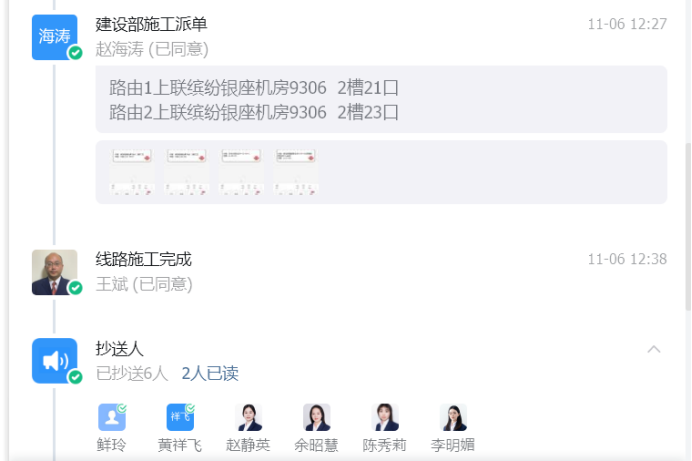 海涛
建设部施工派单
11-06 12:27
赵海涛 (已同意)
路由1上联缤纷银座机房9306 2槽21口
路由2上联缤纷银座机房9306 2槽23口
线路施工完成
11-06 12:38
王斌 (已同意)
抄送人
已抄送6人 2人已读
祥飞
鲜玲 黄祥飞 赵静英 余昭慧 陈秀莉 李明媚